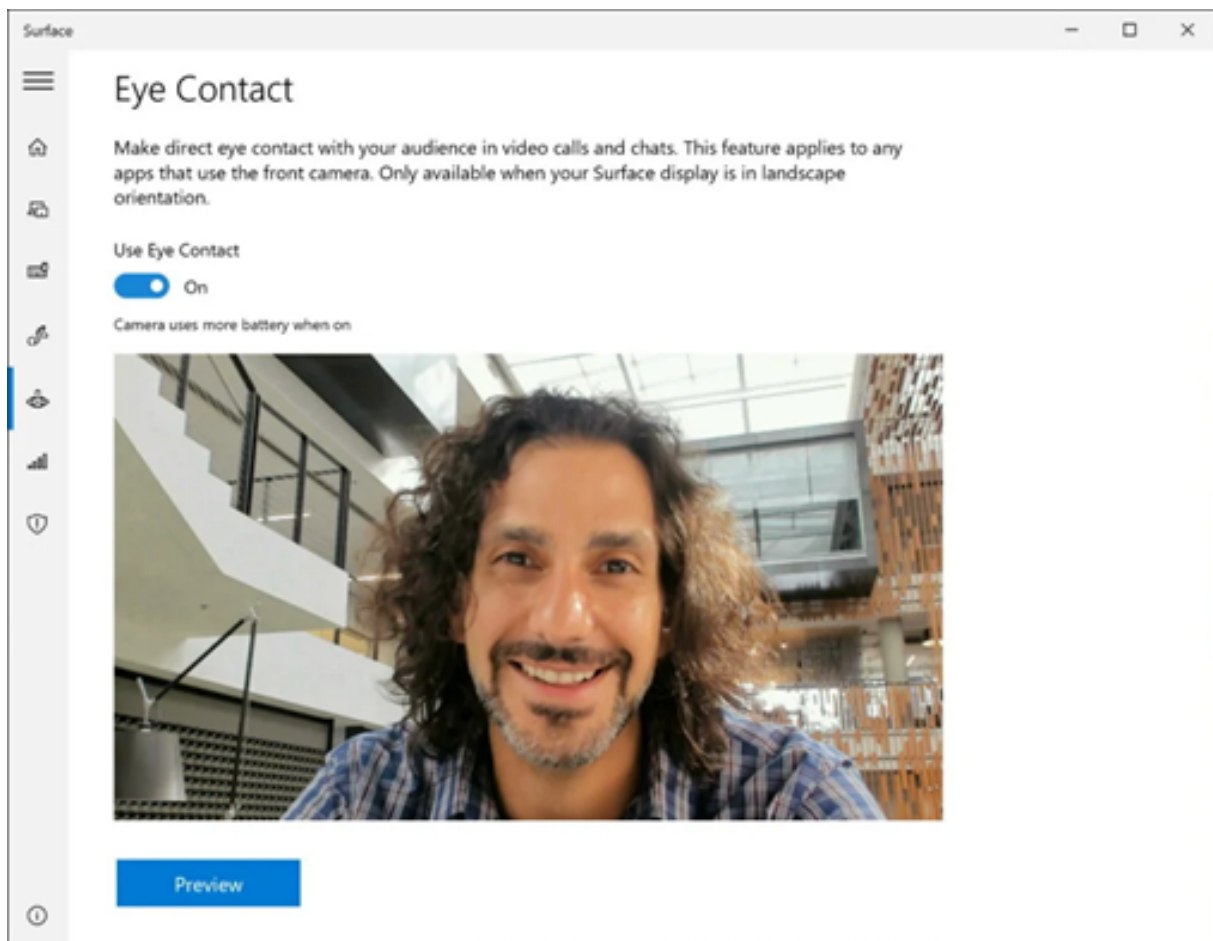 Surface
Eye Contact
Make direct eye contact with your audience in video calls and chats. This feature applies to any
apps that use the front camera. Only available when your Surface display is in landscape
orientation.
Use Eye Contact
On
Camera uses more battery when on
Preview